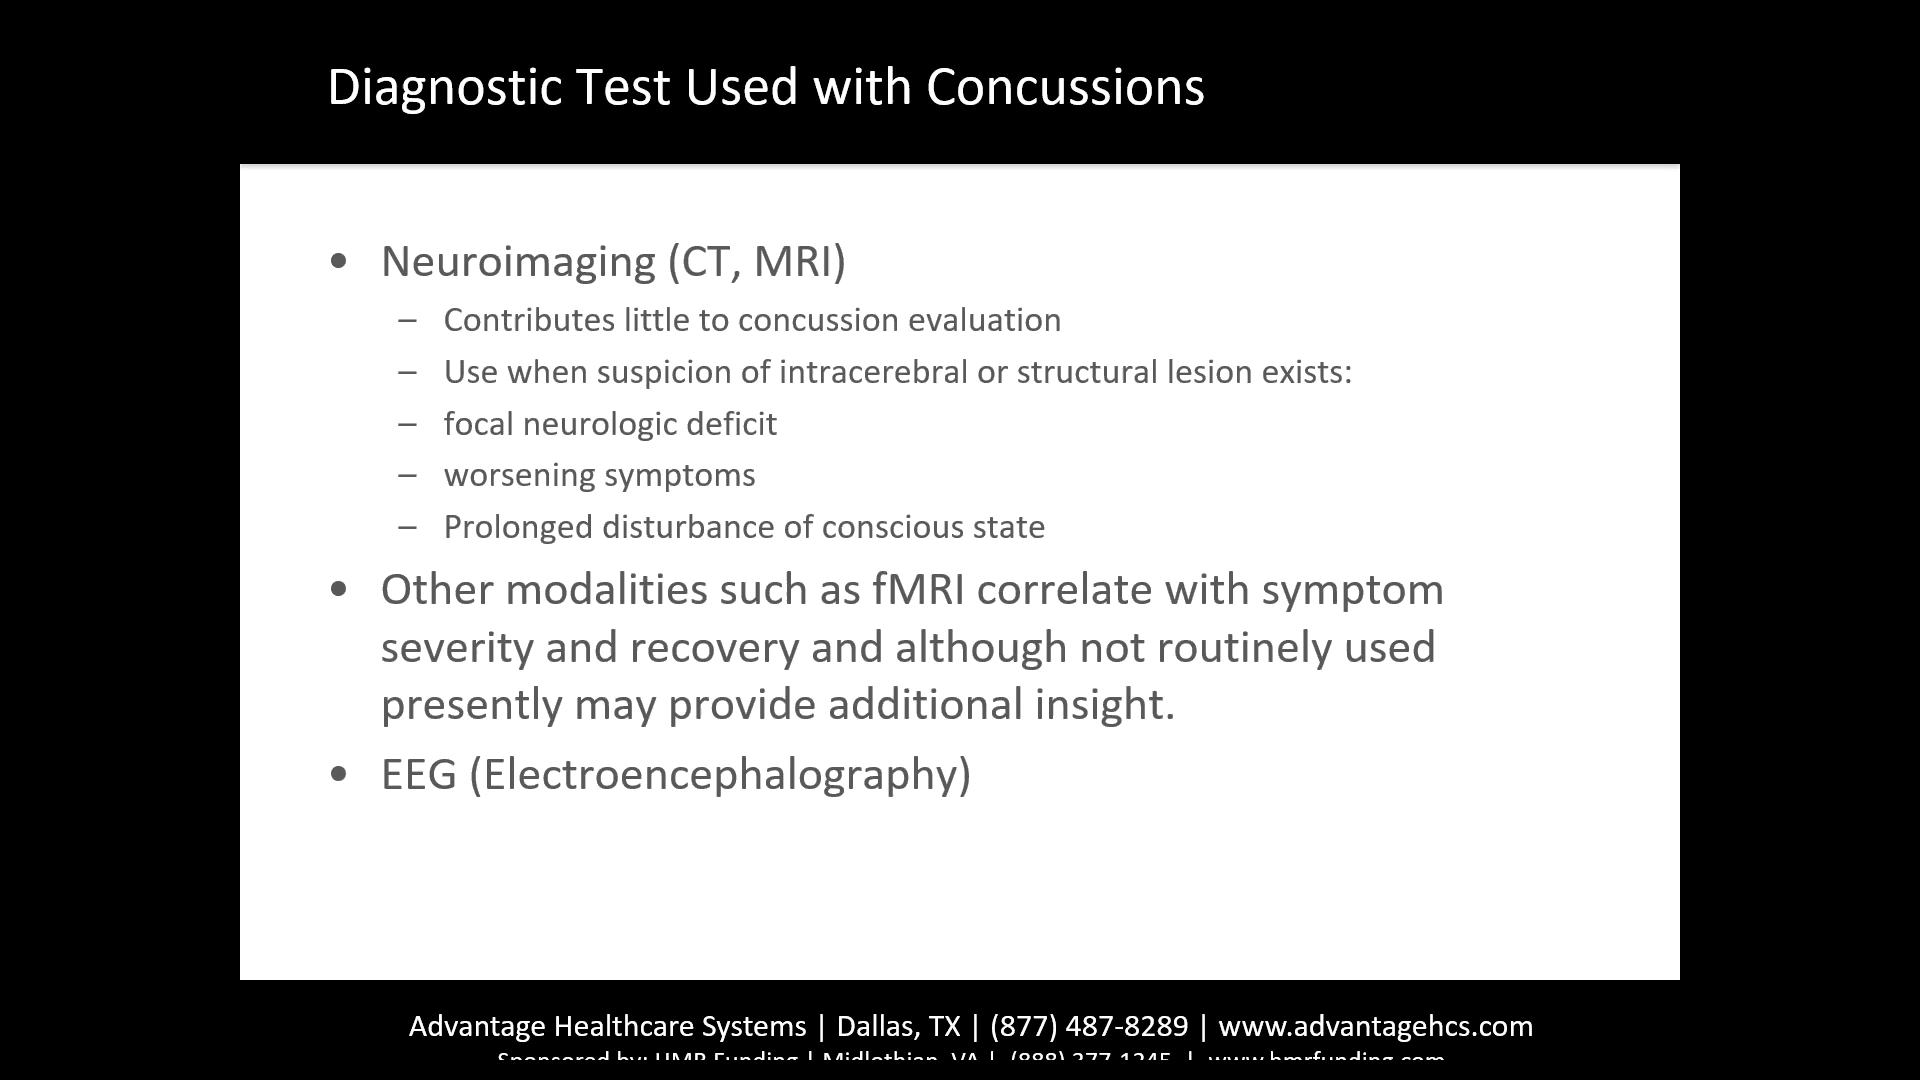 Diagnostic Test Used with Concussions
• Neuroimaging (CT, MRI)
– Contributes little to concussion evaluation
– Use when suspicion of intracerebral or structural lesion exists:
– focal neurologic deficit
– worsening symptoms
– Prolonged disturbance of conscious state
• Other modalities such as fMRI correlate with symptom
severity and recovery and although not routinely used
presently may provide additional insight.
• EEG (Electroencephalography)
Advantage Healthcare Systems | Dallas, TX | (877) 487-8289 | www.advantagehcs.com
Sponsored by: HMR Funding | Midlothian, VA | (888) 377-1245 | www.hmrfunding.com